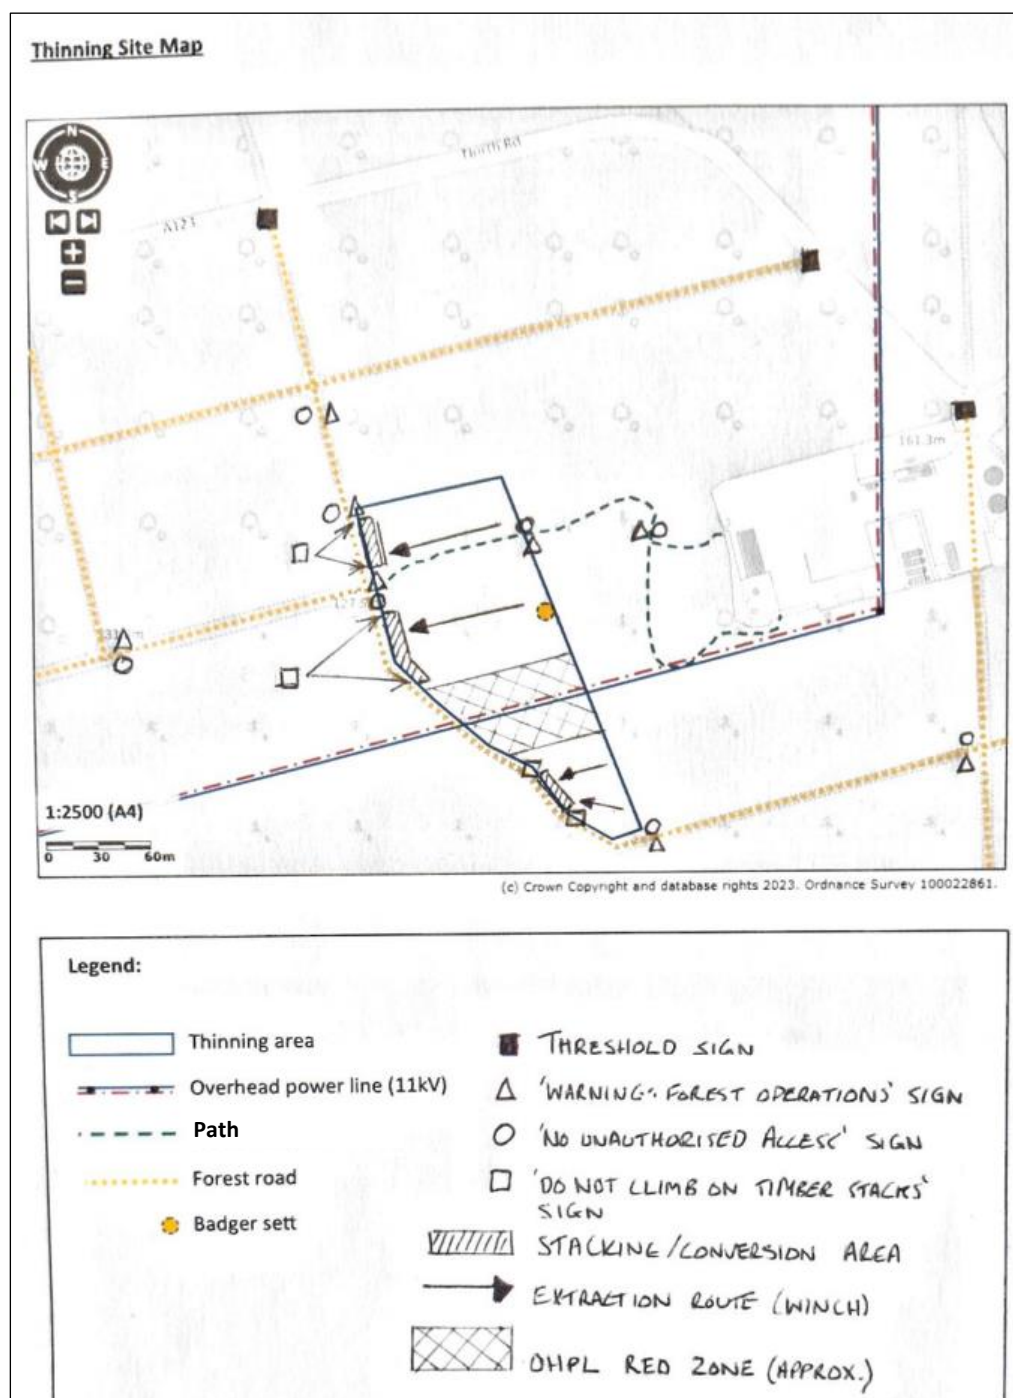 Thinning Site Map
N
W E
S
North Rd
A123
161.3m
1:2500 (A4)
0 30 60m
(c) Crown Copyright and database rights 2023. Ordnance Survey 100022861.
Legend:
Thinning area
Overhead power line (11kV)
Path
Forest road
Badger sett
THRESHOLD SIGN
'WARNING: FOREST OPERATIONS' SIGN
'NO UNAUTHORISED ACCESS' SIGN
'DO NOT CLIMB ON TIMBER STACKS'
SIGN
STACKING/CONVERSION AREA
EXTRACTION ROUTE (WINCH)
OHPL RED ZONE (APPROX.)